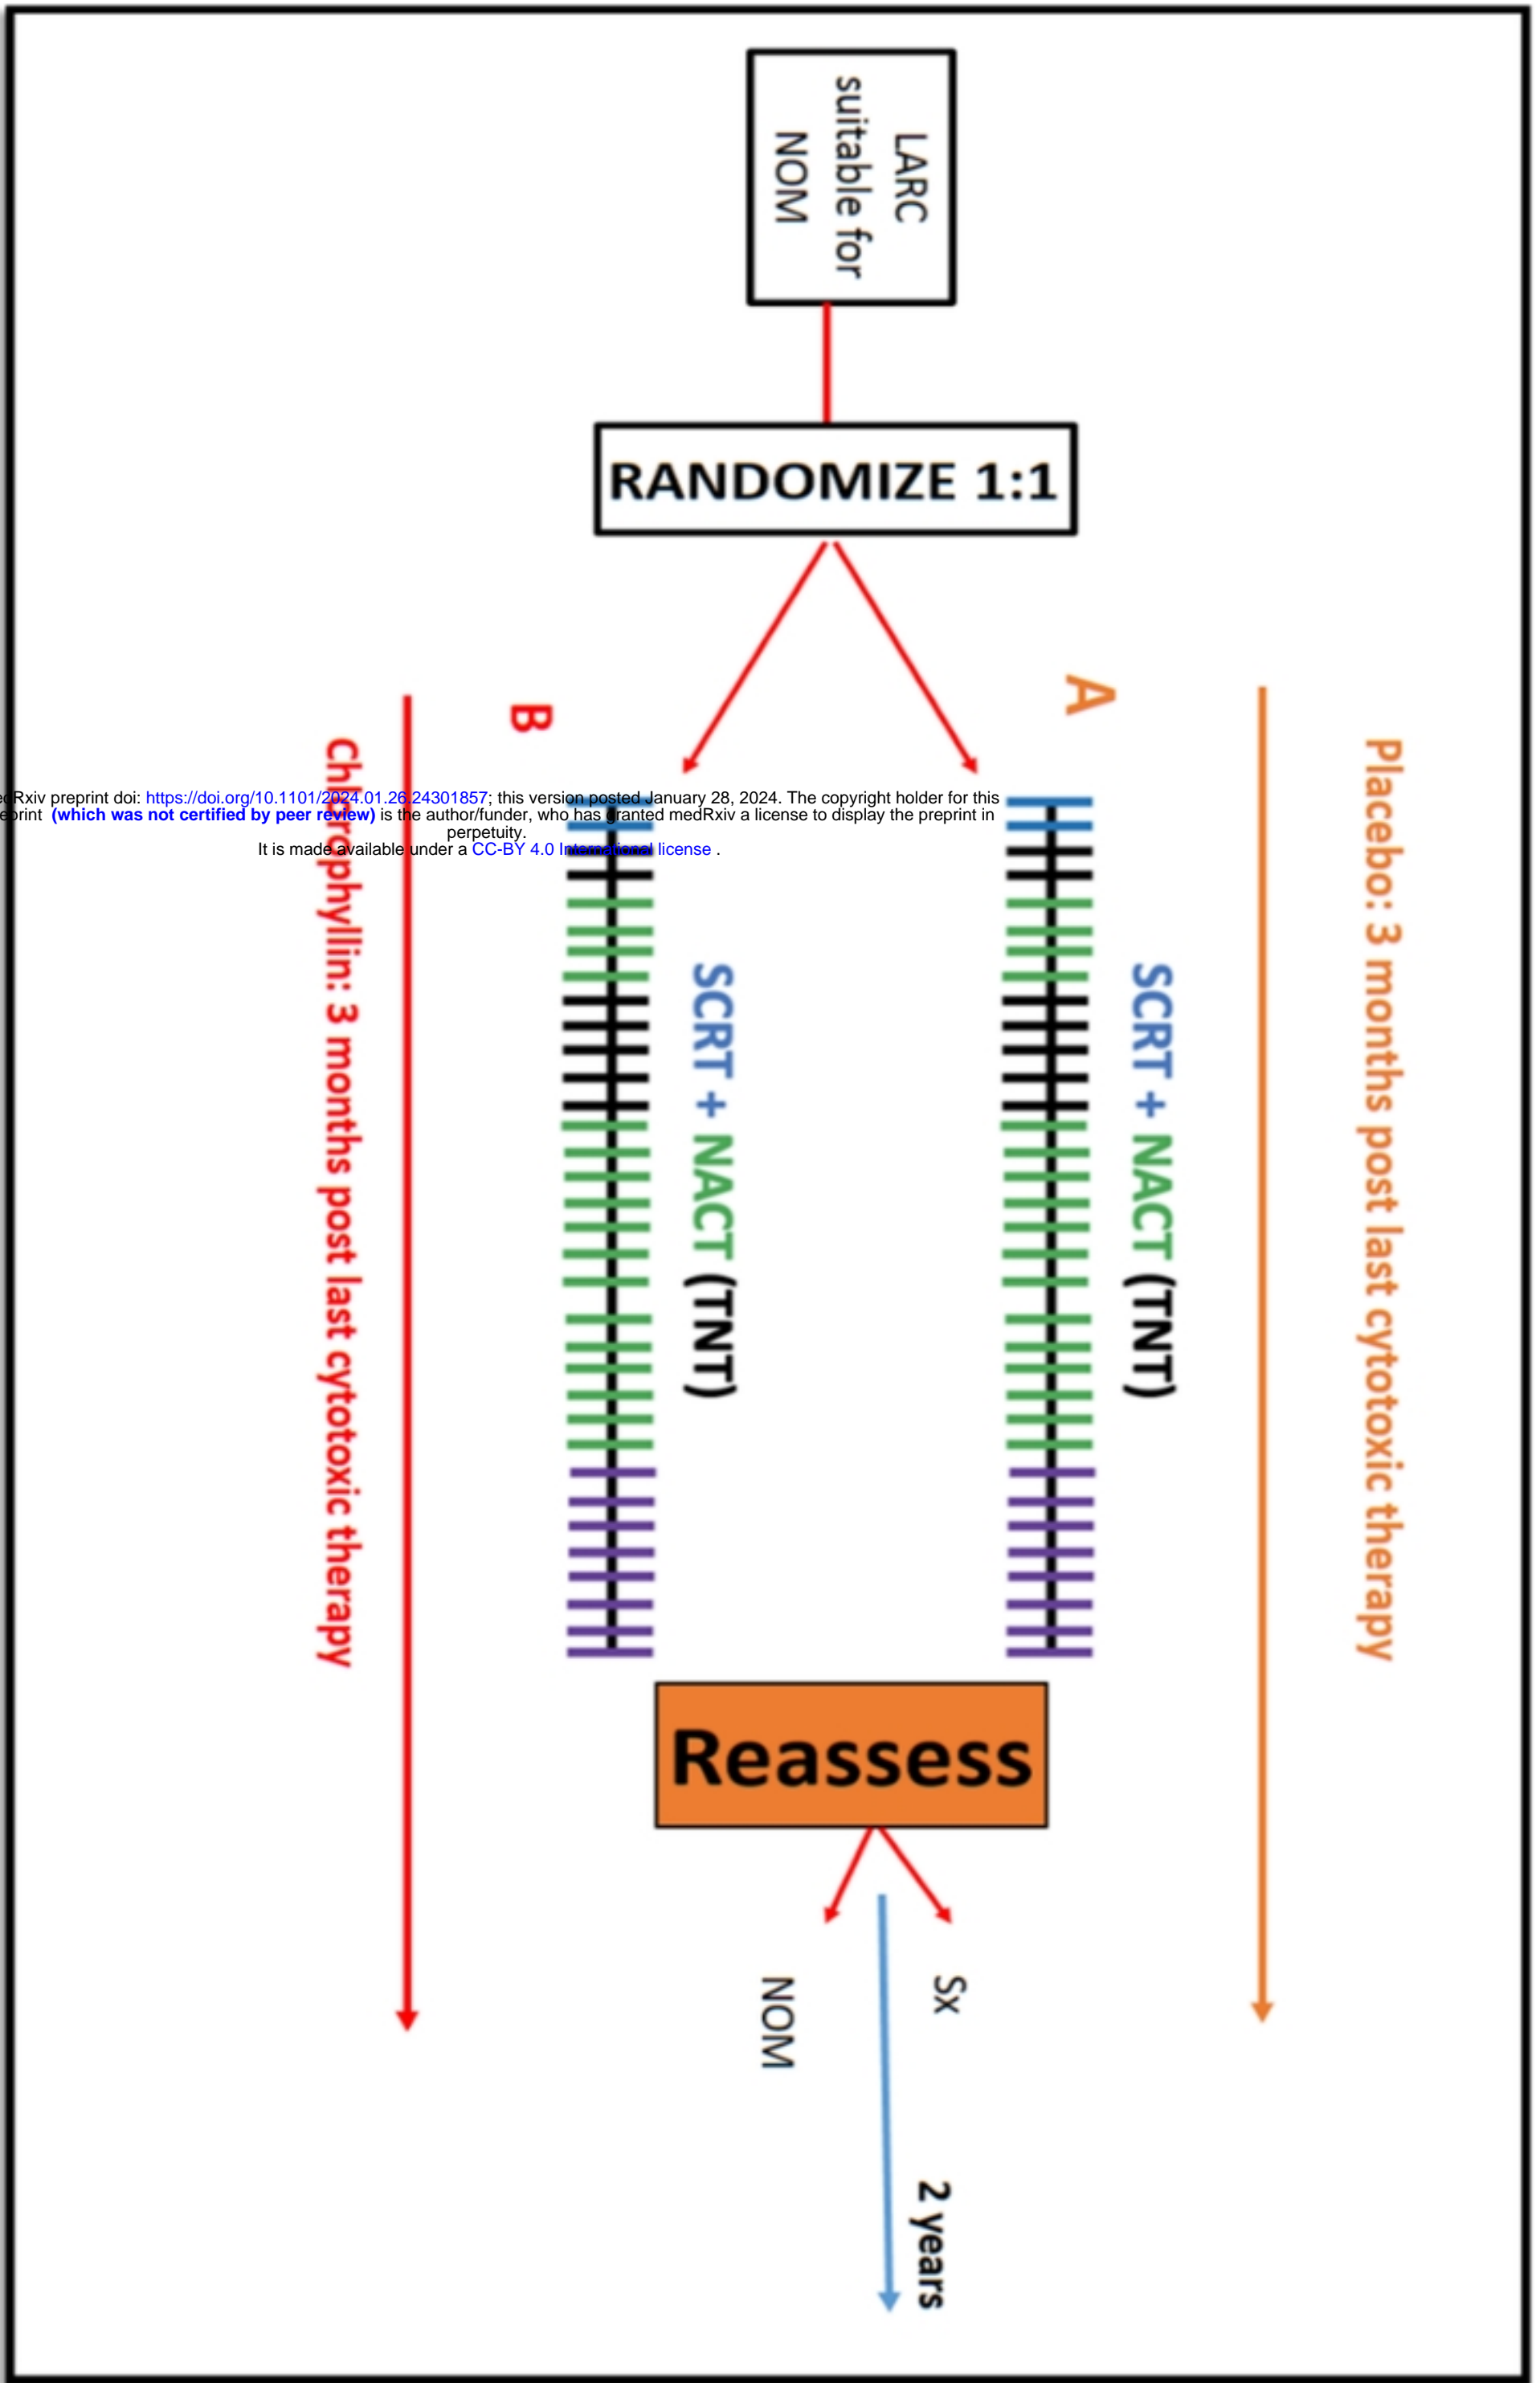 LARC
suitable for
NOM
RANDOMIZE 1:1
Placebo: 3 months post last cytotoxic therapy
A
SCRT + NACT (TNT)
SCRT + NACT (TNT)
B
Chlorophyllin: 3 months post last cytotoxic therapy
Rxiv preprint doi: https://doi.org/10.1101/2024.01.26.24301857; this version posted January 28, 2024. The copyright holder for this
print (which was not certified by peer review) is the author/funder, who has granted medRxiv a license to display the preprint in
perpetuity.
It is made available under a CC-BY 4.0 International license .
Reassess
Sx
NOM
2 years